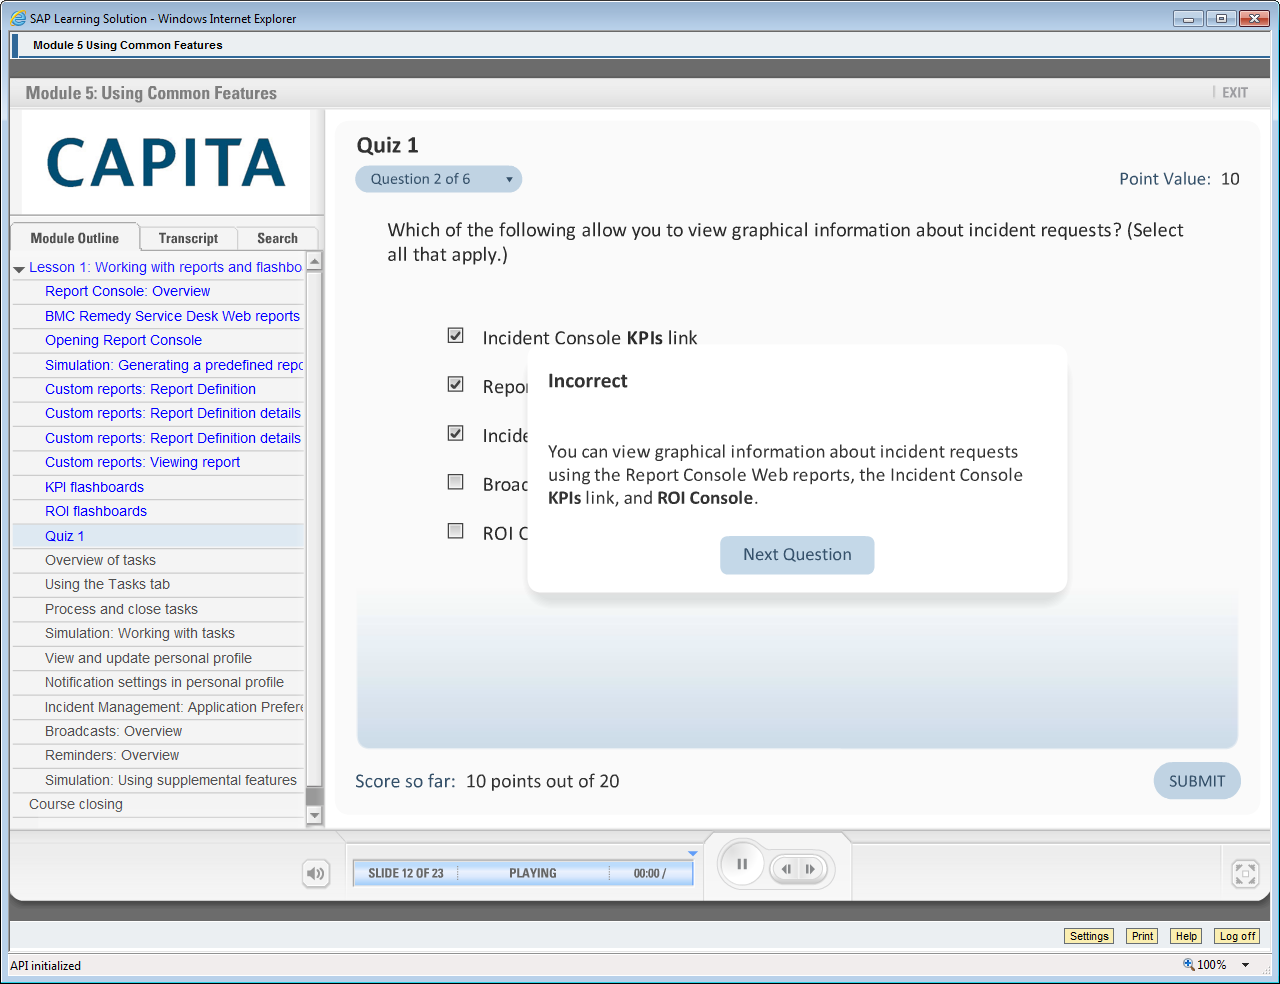 SAP Learning Solution - Windows Internet Explorer
Module 5 Using Common Features
Module 5: Using Common Features
EXIT
CAPITA
Module Outline
Transcript
Search
Lesson 1: Working with reports and flashbo
Report Console: Overview
BMC Remedy Service Desk Web reports
Opening Report Console
Simulation: Generating a predefined repo
Custom reports: Report Definition
Custom reports: Report Definition details
Custom reports: Report Definition details
Custom reports: Viewing report
KPI flashboards
ROI flashboards
Quiz 1
Overview of tasks
Using the Tasks tab
Process and close tasks
Simulation: Working with tasks
View and update personal profile
Notification settings in personal profile
Incident Management: Application Prefere
Broadcasts: Overview
Reminders: Overview
Simulation: Using supplemental features
Course closing
Quiz 1
Question 2 of 6
Point Value: 10
Which of the following allow you to view graphical information about incident requests? (Select
all that apply.)
Incident Console KPIs link
Repor
Incide
Broad
ROI C
Incorrect
You can view graphical information about incident requests
using the Report Console Web reports, the Incident Console
KPIs link, and ROI Console.
Next Question
Score so far: 10 points out of 20
SUBMIT
SLIDE 12 OF 23
PLAYING
00:00 /
Settings
Print
Help
Log off
API initialized
100%